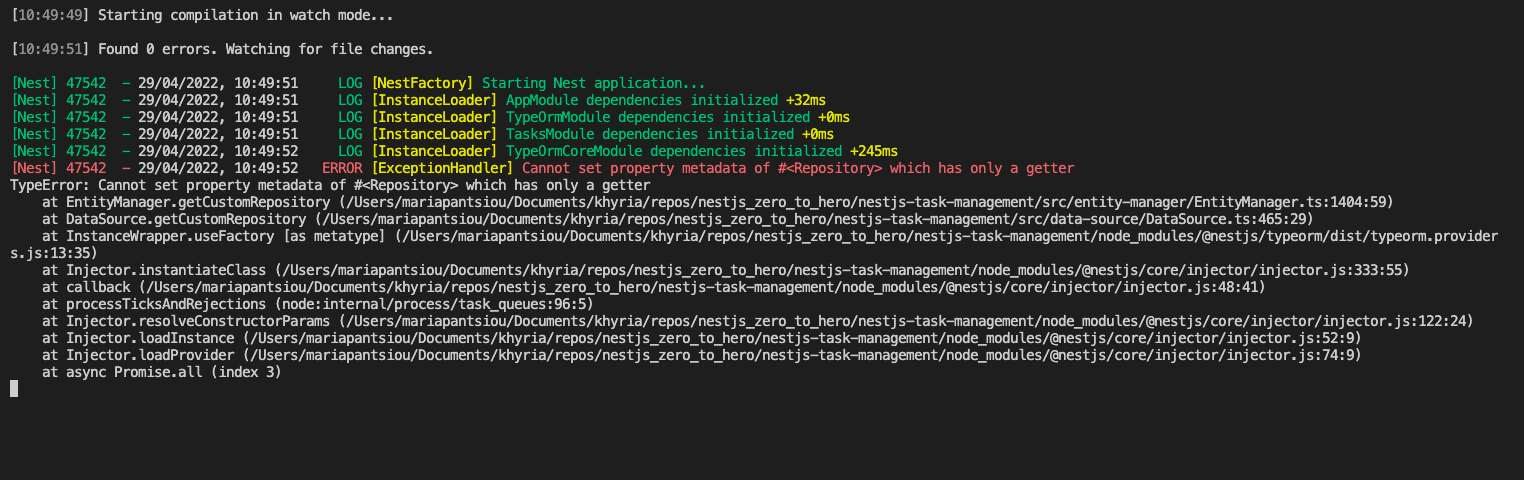 [10:49:49] Starting compilation in watch mode...
[10:49:51] Found 0 errors. Watching for file changes.
[Nest] 47542  - 29/04/2022, 10:49:51     LOG [NestFactory] Starting Nest application...
[Nest] 47542  - 29/04/2022, 10:49:51     LOG [InstanceLoader] AppModule dependencies initialized +32ms
[Nest] 47542  - 29/04/2022, 10:49:51     LOG [InstanceLoader] TypeOrmModule dependencies initialized +0ms
[Nest] 47542  - 29/04/2022, 10:49:51     LOG [InstanceLoader] TasksModule dependencies initialized +0ms
[Nest] 47542  - 29/04/2022, 10:49:52     LOG [InstanceLoader] TypeOrmCoreModule dependencies initialized +245ms
[Nest] 47542  - 29/04/2022, 10:49:52   ERROR [ExceptionHandler] Cannot set property metadata of #<Repository> which has only a getter
TypeError: Cannot set property metadata of #<Repository> which has only a getter
    at EntityManager.getCustomRepository (/Users/mariapantsiou/Documents/khyria/repos/nestjs_zero_to_hero/nestjs-task-management/src/entity-manager/EntityManager.ts:1404:59)
    at DataSource.getCustomRepository (/Users/mariapantsiou/Documents/khyria/repos/nestjs_zero_to_hero/nestjs-task-management/src/data-source/DataSource.ts:465:29)
    at InstanceWrapper.useFactory [as metatype] (/Users/mariapantsiou/Documents/khyria/repos/nestjs_zero_to_hero/nestjs-task-management/node_modules/@nestjs/typeorm/dist/typeorm.provider
s.js:13:35)
    at Injector.instantiateClass (/Users/mariapantsiou/Documents/khyria/repos/nestjs_zero_to_hero/nestjs-task-management/node_modules/@nestjs/core/injector/injector.js:333:55)
    at callback (/Users/mariapantsiou/Documents/khyria/repos/nestjs_zero_to_hero/nestjs-task-management/node_modules/@nestjs/core/injector/injector.js:48:41)
    at processTicksAndRejections (node:internal/process/task_queues:96:5)
    at Injector.resolveConstructorParams (/Users/mariapantsiou/Documents/khyria/repos/nestjs_zero_to_hero/nestjs-task-management/node_modules/@nestjs/core/injector/injector.js:122:24)
    at Injector.loadInstance (/Users/mariapantsiou/Documents/khyria/repos/nestjs_zero_to_hero/nestjs-task-management/node_modules/@nestjs/core/injector/injector.js:52:9)
    at Injector.loadProvider (/Users/mariapantsiou/Documents/khyria/repos/nestjs_zero_to_hero/nestjs-task-management/node_modules/@nestjs/core/injector/injector.js:74:9)
    at async Promise.all (index 3)